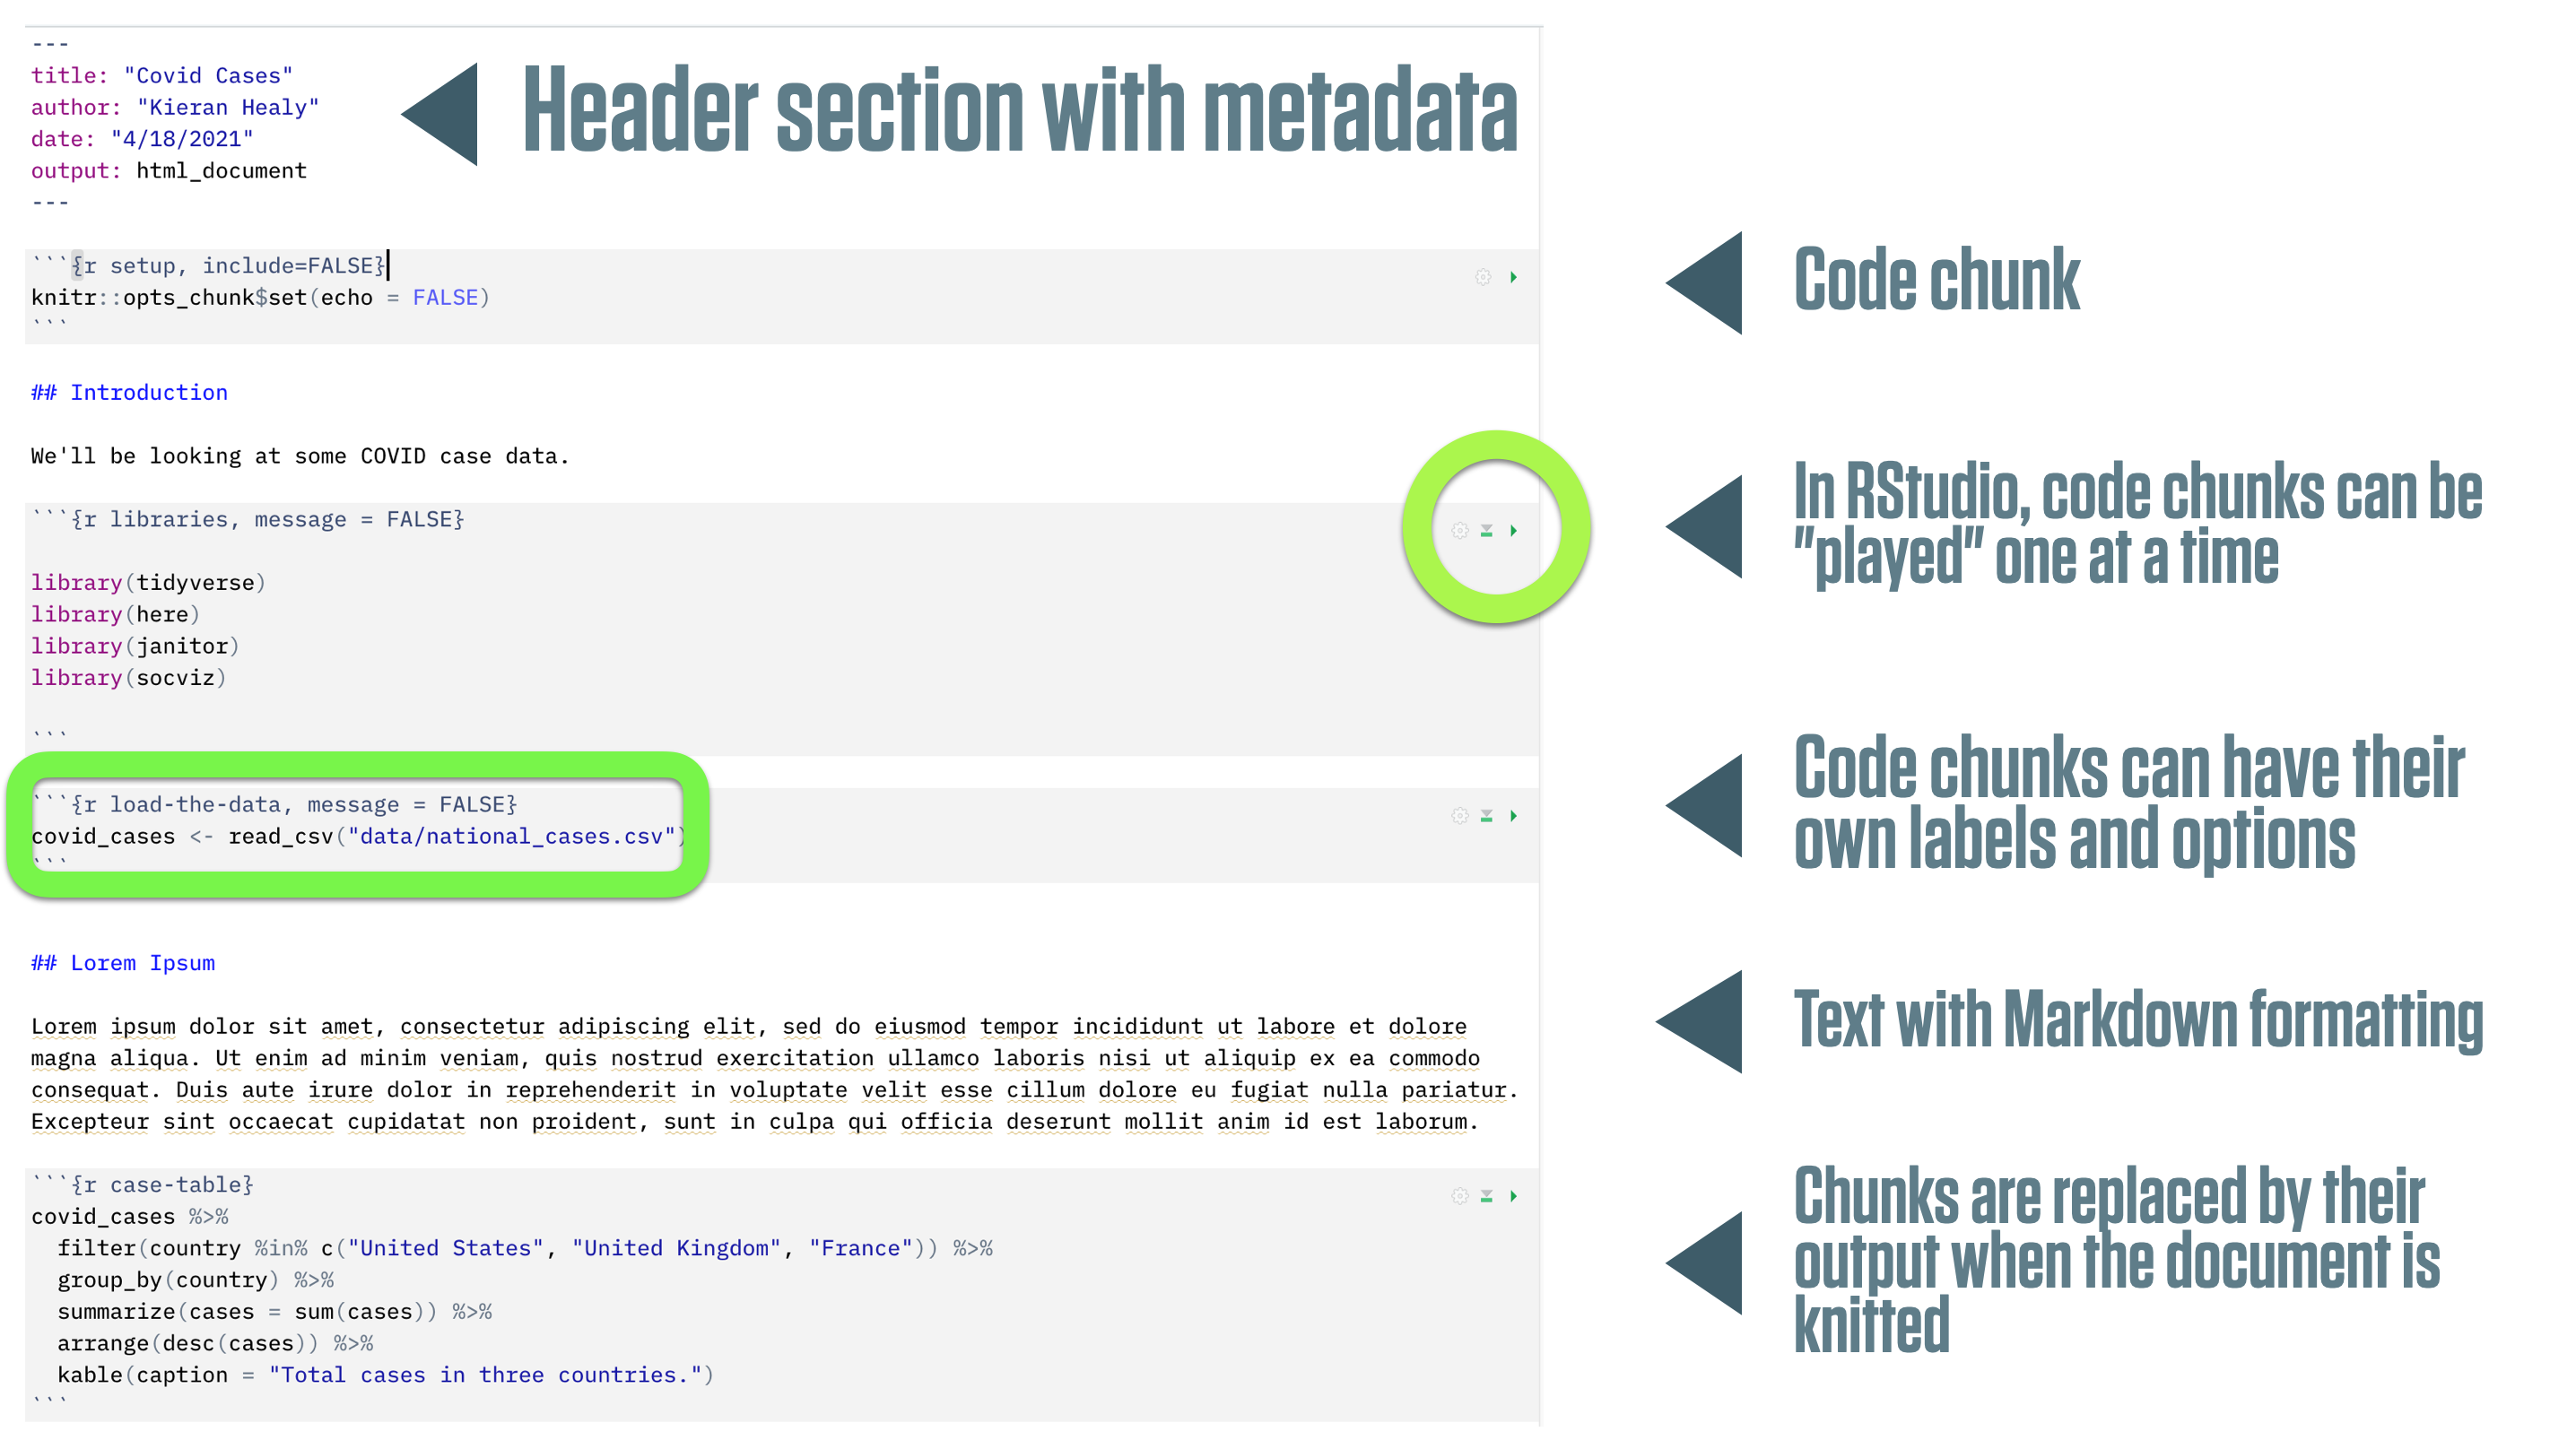 ---
title: "Covid Cases"
author: "Kieran Healy"
date: "4/18/2021"
output: html_document
---
Header section with metadata
```{r setup, include=FALSE}
knitr::opts_chunk$set(echo = FALSE)
```
Code chunk
## Introduction
We'll be looking at some COVID case data.
```{r libraries, message = FALSE}
library(tidyverse)
library(here)
library(janitor)
library(socviz)
```
In RStudio, code chunks can be
"played" one at a time
```{r load-the-data, message = FALSE}
covid_cases <- read_csv("data/national_cases.csv")
```
Code chunks can have their
own labels and options
## Lorem Ipsum
Lorem ipsum dolor sit amet, consectetur adipiscing elit, sed do eiusmod tempor incididunt ut labore et dolore
magna aliqua. Ut enim ad minim veniam, quis nostrud exercitation ullamco laboris nisi ut aliquip ex ea commodo
consequat. Duis aute irure dolor in reprehenderit in voluptate velit esse cillum dolore eu fugiat nulla pariatur.
Excepteur sint occaecat cupidatat non proident, sunt in culpa qui officia deserunt mollit anim id est laborum.
Text with Markdown formatting
```{r case-table}
covid_cases %>%
  filter(country %in% c("United States", "United Kingdom", "France")) %>%
  group_by(country) %>%
  summarize(cases = sum(cases)) %>%
  arrange(desc(cases)) %>%
  kable(caption = "Total cases in three countries.")
```
Chunks are replaced by their
output when the document is
knitted